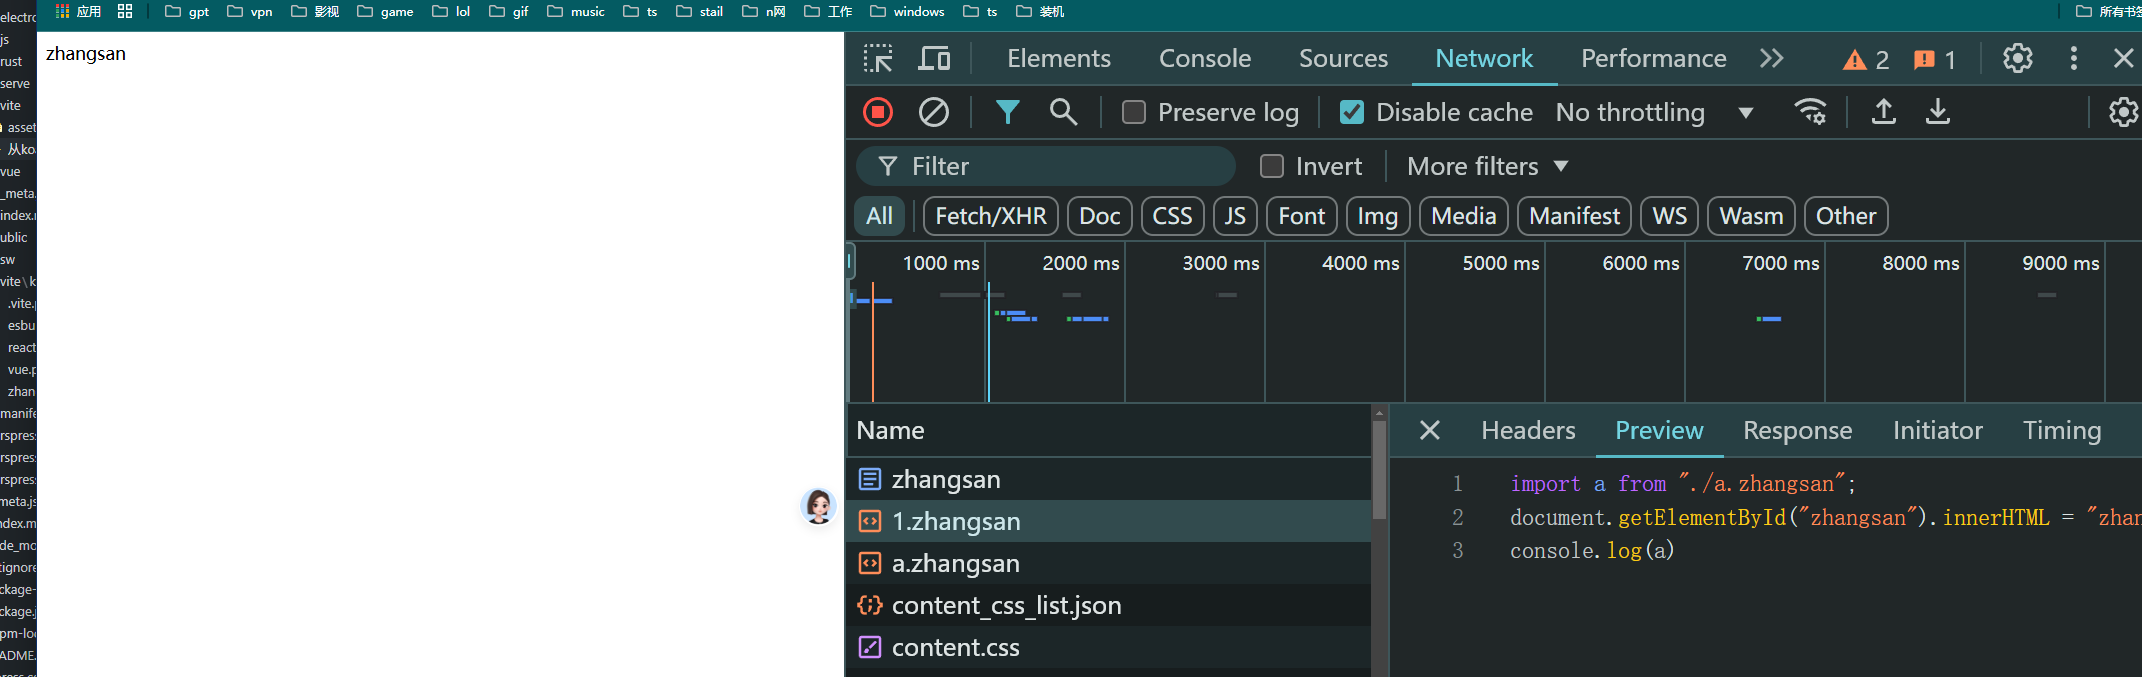 应用 gpt vpn 影视 game lol gif music ts stail n网 工作 windows ts 装机 所有书签
electro
js
rust
serve
vite
asset
从ko
vue
_meta.
index.r
ublic
sw
vite\k
.vite.p
esbu
react
vue.p
zhan
manife
rspress
rspress
rspress
meta.js
ndex.m
de_mo
tignore
ckage-
ckage.j
pm-loc
ADME.
zhangsan
Elements Console Sources Network Performance 2 1
Preserve log Disable cache No throttling
Filter Invert More filters
All Fetch/XHR Doc CSS JS Font Img Media Manifest WS Wasm Other
1000 ms 2000 ms 3000 ms 4000 ms 5000 ms 6000 ms 7000 ms 8000 ms 9000 ms
Name
zhangsan
1.zhangsan
a.zhangsan
content_css_list.json
content.css
Headers Preview Response Initiator Timing
1 import a from "./a.zhangsan";
2 document.getElementById("zhangsan").innerHTML = "zhan
3 console.log(a)